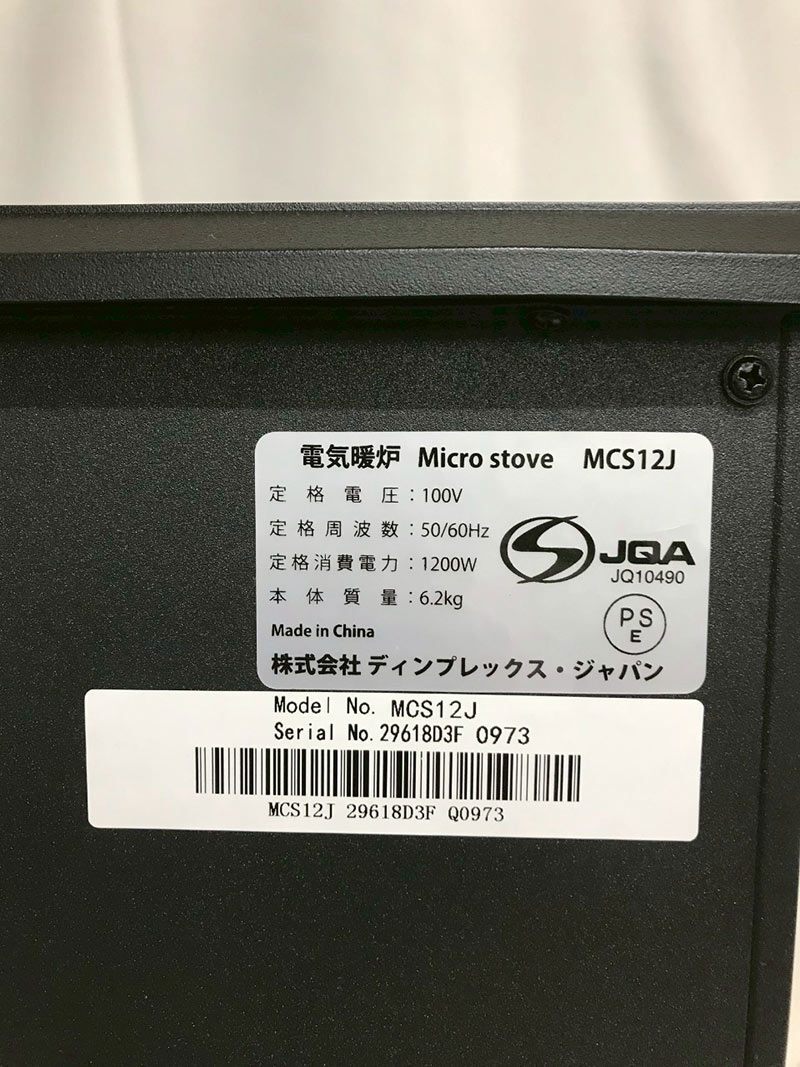 電気暖炉 Micro stove MCS12J
定格電圧:100V
定格周波数:50/60Hz
定格消費電力:1200W
本体質量:6.2kg
Made in China
株式会社 ディンプレックス・ジャパン
JQA
JQ10490
PS
E
Model No. MCS12J
Serial No. 29618D3F 0973
MCS12J 29618D3F Q0973